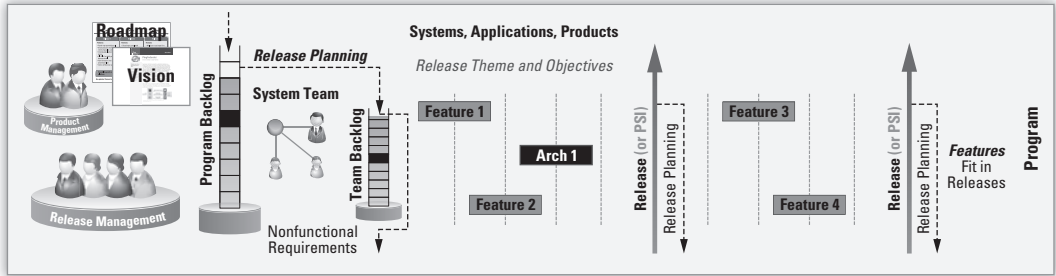 Roadmap
Vision
Product
Management
Release Management
Program Backlog
Release Planning
System Team
Team Backlog
Nonfunctional
Requirements
Systems, Applications, Products
Release Theme and Objectives
Feature 1
Arch 1
Feature 2
Release (or PSI)
Release Planning
Feature 3
Feature 4
Release (or PSI)
Release Planning
Features
Fit in
Releases
Program